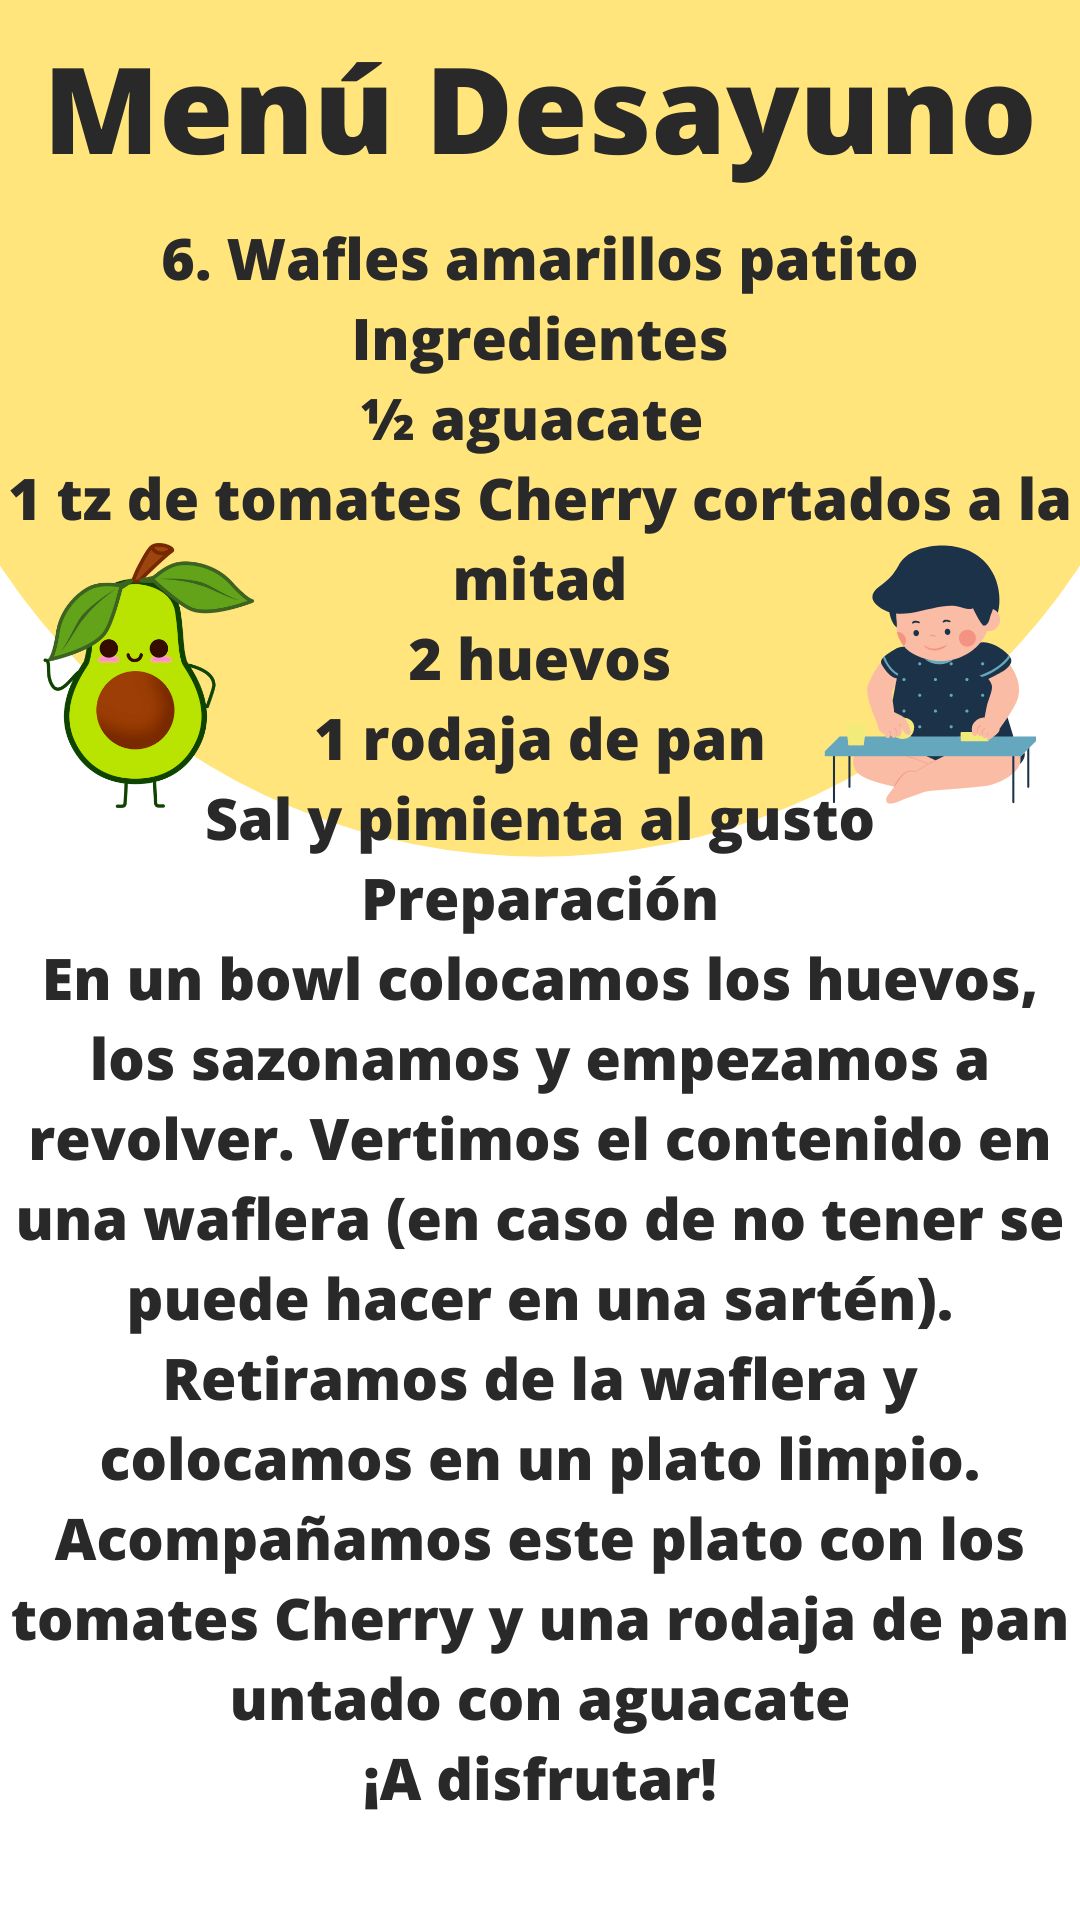 Menú Desayuno
6. Wafles amarillos patito
Ingredientes
½ aguacate
1 tz de tomates Cherry cortados a la
mitad
2 huevos
1 rodaja de pan
Sal y pimienta al gusto
Preparación
En un bowl colocamos los huevos,
los sazonamos y empezamos a
revolver. Vertimos el contenido en
una waflera (en caso de no tener se
puede hacer en una sartén).
Retiramos de la waflera y
colocamos en un plato limpio.
Acompañamos este plato con los
tomates Cherry y una rodaja de pan
untado con aguacate
¡A disfrutar!